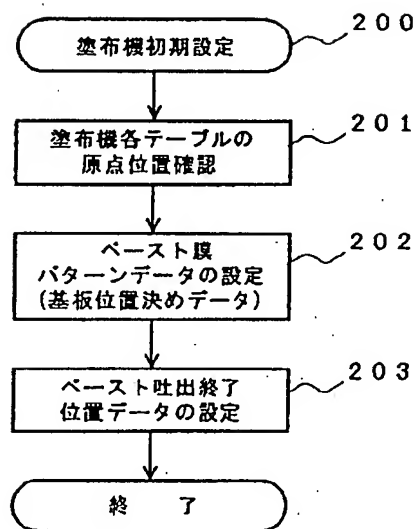 塗布機初期設定
200
塗布機各テーブルの
原点位置確認
201
ペースト膜
パターンデータの設定
(基板位置決めデータ)
202
ペースト吐出終了
位置データの設定
203
終 了